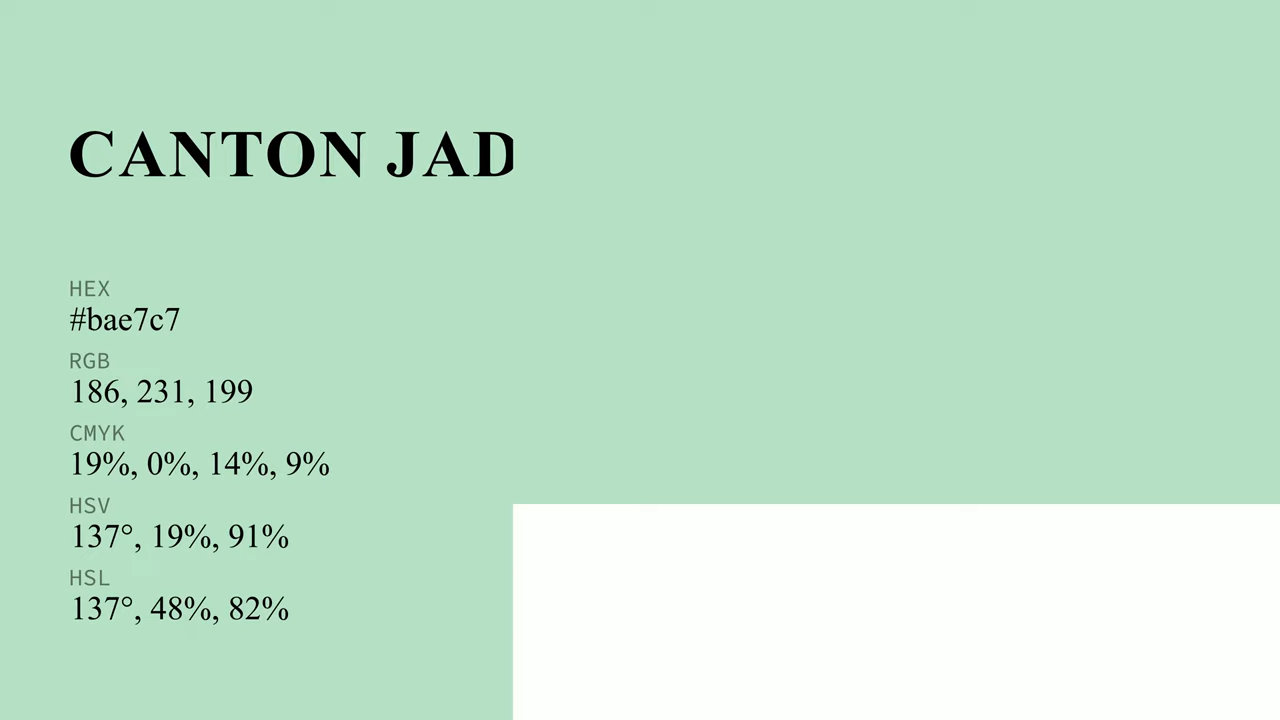 CANTON JAD
HEX
#bae7c7
RGB
186, 231, 199
CMYK
19%, 0%, 14%, 9%
HSV
137°, 19%, 91%
HSL
137°, 48%, 82%